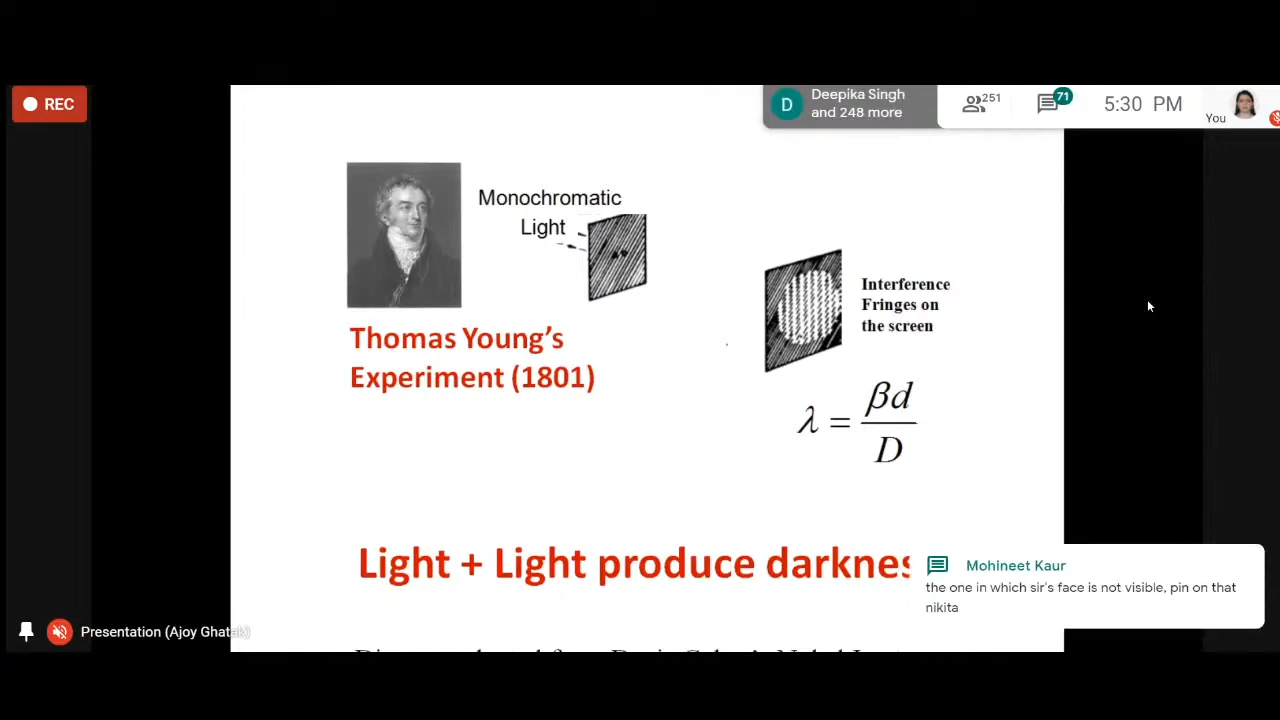 REC
D
Deepika Singh
and 248 more
251
71
5:30 PM
You
Monochromatic
Light
Interference
Fringes on
the screen
Thomas Young's
Experiment (1801)
λ = βd
D
Light + Light produce darknes
Mohineet Kaur
the one in which sir's face is not visible, pin on that
nikita
Presentation (Ajoy Ghatak)